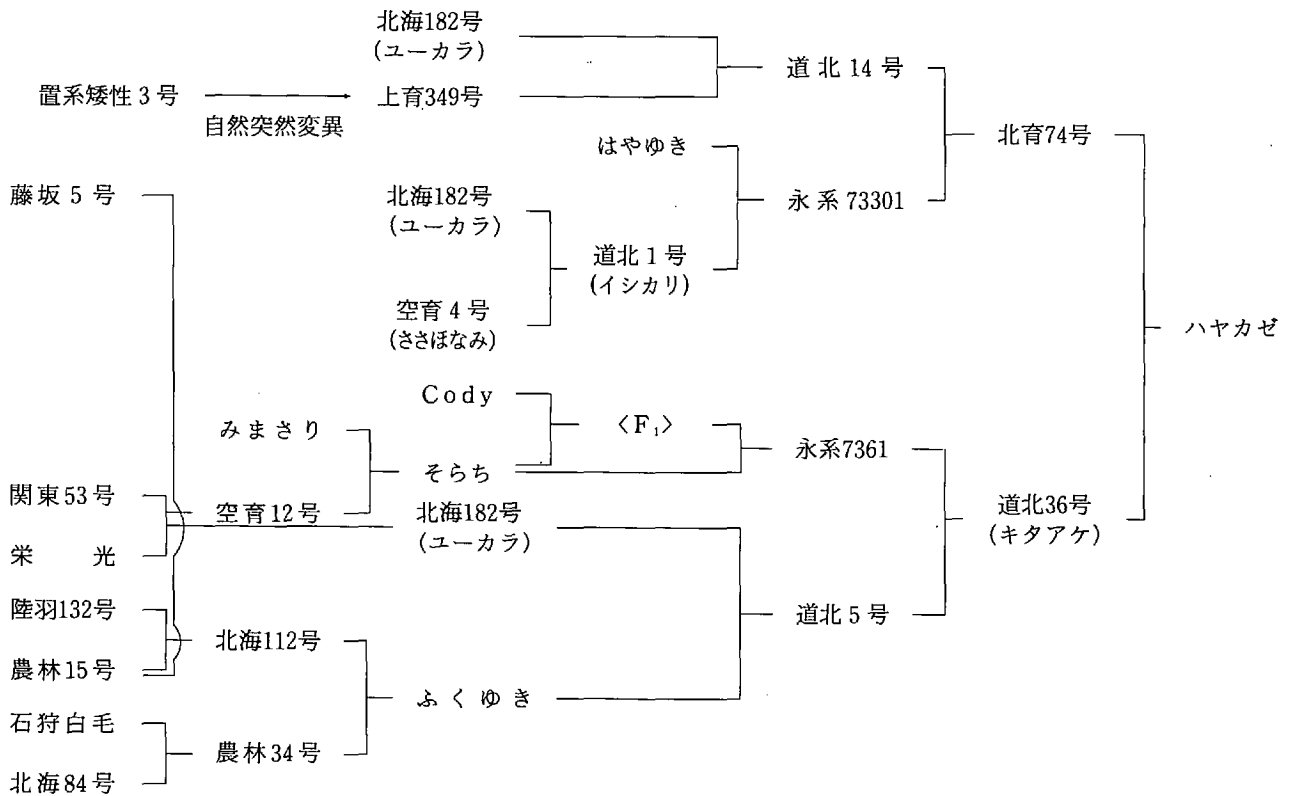 北海182号
(ユーカラ)
道北14号
置系矮性3号
上育349号
自然突然変異
北育74号
はやゆき
藤坂5号
北海182号
(ユーカラ)
永系73301
道北1号
(イシカリ)
空育4号
(ささほなみ)
ハヤカゼ
Cody
みまさり
〈F₁〉
永系7361
そらち
関東53号
空育12号
北海182号
(ユーカラ)
道北36号
(キタアケ)
栄光
陸羽132号
道北5号
北海112号
農林15号
ふくゆき
石狩白毛
農林34号
北海84号